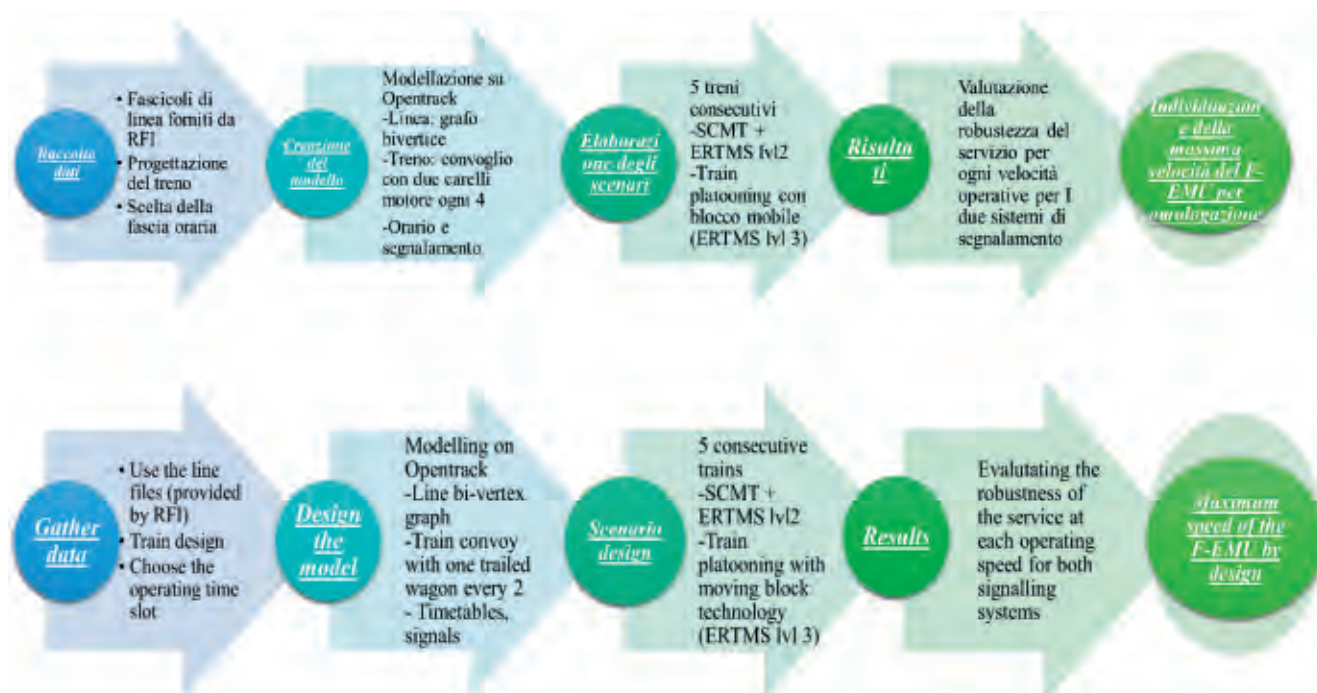 Raccolta
dati
• Fascicoli di
linea forniti da
RFI
• Progettazione
del treno
• Scelta della
fascia oraria
Creazione
del
modello
Modellazione su
Opentrack
-Linea: grafo
bivertice
-Treno: convoglio
con due carelli
motore ogni 4
-Orario e
segnalamento
Elaborazi
one degli
scenari
5 treni
consecutivi
-SCMT +
ERTMS lvl2
-Train
platooning con
blocco mobile
(ERTMS lvl 3)
Risulta
ti
Valutazione
della
robustezza del
servizio per
ogni velocità
operative per I
due sistemi di
segnalamento
Individuazion
e della
massima
velocità del F-
EMU per
omologazione
Gather
data
• Use the line
files (provided
by RFI)
• Train design
• Choose the
operating time
slot
Design
the
model
Modelling on
Opentrack
-Line bi-vertex
graph
-Train convoy
with one trailed
wagon every 2
- Timetables,
signals
Scenario
design
5 consecutive
trains
-SCMT +
ERTMS lvl2
-Train
platooning with
moving block
technology
(ERTMS lvl 3)
Results
Evalutating the
robustness of
the service at
each operating
speed for both
signalling
systems
Maximum
speed of the
F-EMU by
design